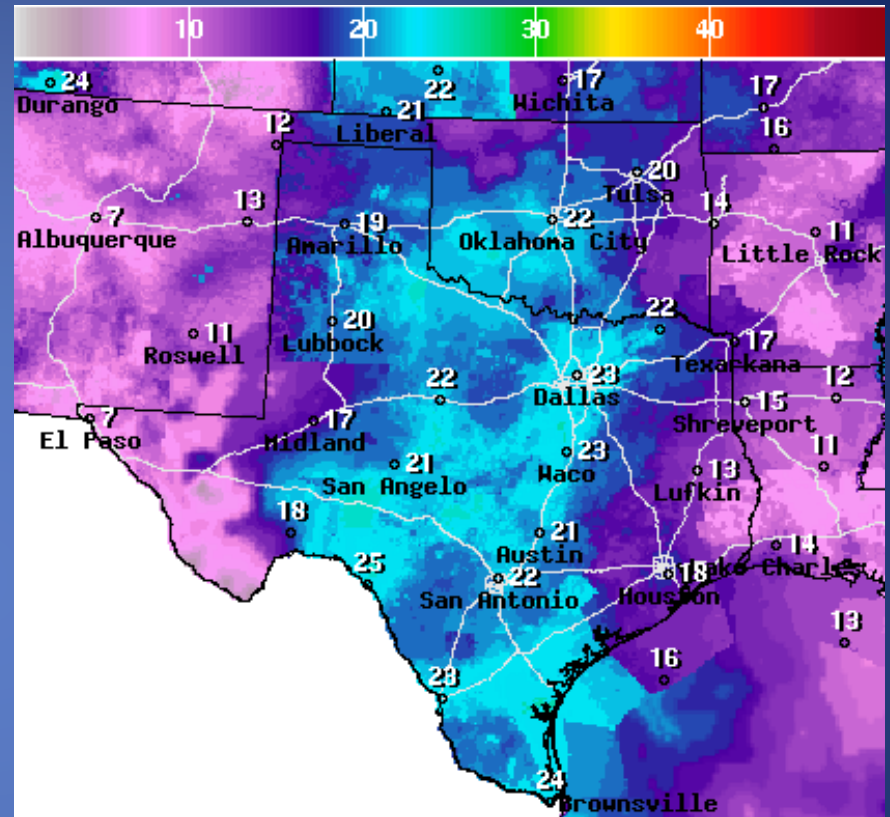 10 20 30 40
24 22 17 17
Durango Wichita
21
Liberal
12 16
20
Tulsa
7 13 19 22 14 11
Albuquerque Amarillo Oklahoma City Little Rock
11 20 22 17
Roswell Lubbock Texarkana
23
Dallas
7 17 22 15 12
El Paso Midland Shreveport
21 23 13 11
San Angelo Waco Lufkin
18 21 14
Austin Lake Charles
25 22 18
San Antonio Houston
13
23 16
24
Brownsville